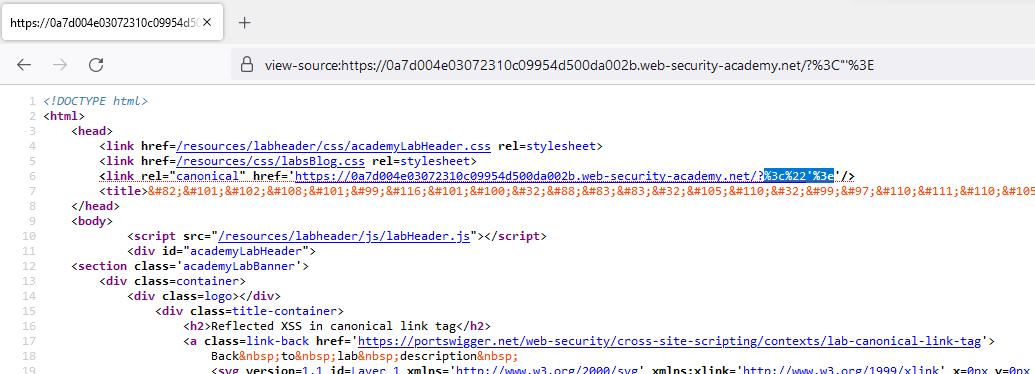 https://0a7d004e03072310c09954d50
view-source:https://0a7d004e03072310c09954d500da002b.web-security-academy.net/?%3C"'%3E
1 <!DOCTYPE html>
2 <html>
3 <head>
4 <link href=/resources/labheader/css/academyLabHeader.css rel=stylesheet>
5 <link href=/resources/css/labsBlog.css rel=stylesheet>
6 <link rel="canonical" href='https://0a7d004e03072310c09954d500da002b.web-security-academy.net/?%3c%22'%3e'/>
7 <title>&#82;&#101;&#102;&#108;&#101;&#99;&#116;&#101;&#100;&#32;&#88;&#83;&#83;&#32;&#105;&#110;&#32;&#99;&#97;&#110;&#111;&#110;&#105
8 </head>
9 <body>
10 <script src="/resources/labheader/js/labHeader.js"></script>
11 <div id="academyLabHeader">
12 <section class='academyLabBanner'>
13 <div class=container>
14 <div class=logo></div>
15 <div class=title-container>
16 <h2>Reflected XSS in canonical link tag</h2>
17 <a class=link-back href='https://portswigger.net/web-security/cross-site-scripting/contexts/lab-canonical-link-tag'>
18 Back&nbsp;to&nbsp;lab&nbsp;description&nbsp;
19 <svg version=1.1 id=Layer_1 xmlns='http://www.w3.org/2000/svg' xmlns:xlink='http://www.w3.org/1999/xlink' x=0px y=0px